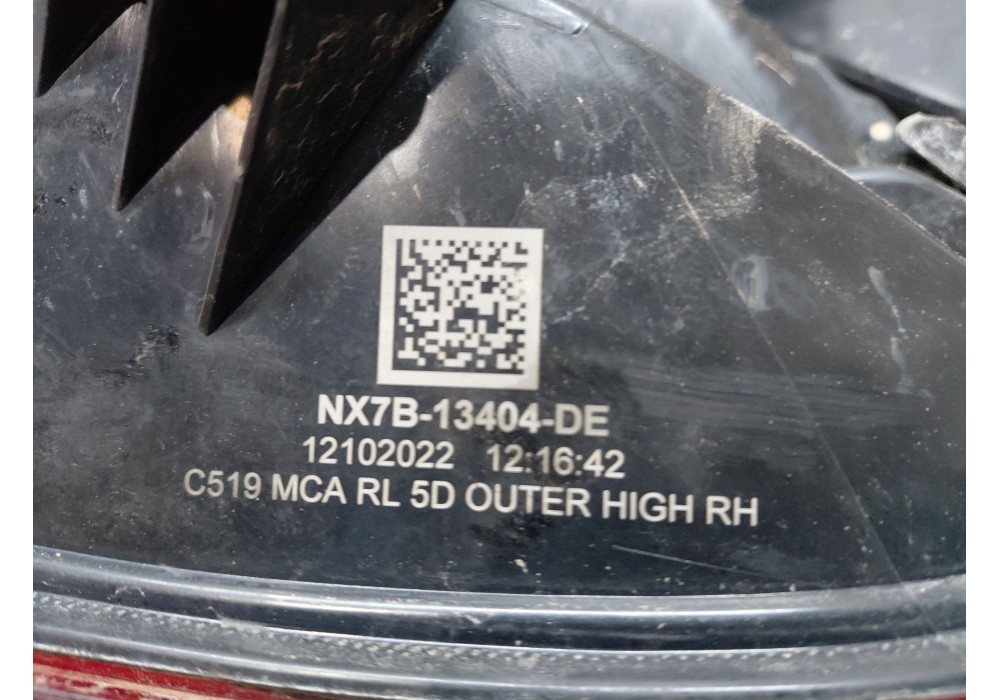 NX7B-13404-DE
12102022 12:16:42
C519 MCA RL 5D OUTER HIGH RH